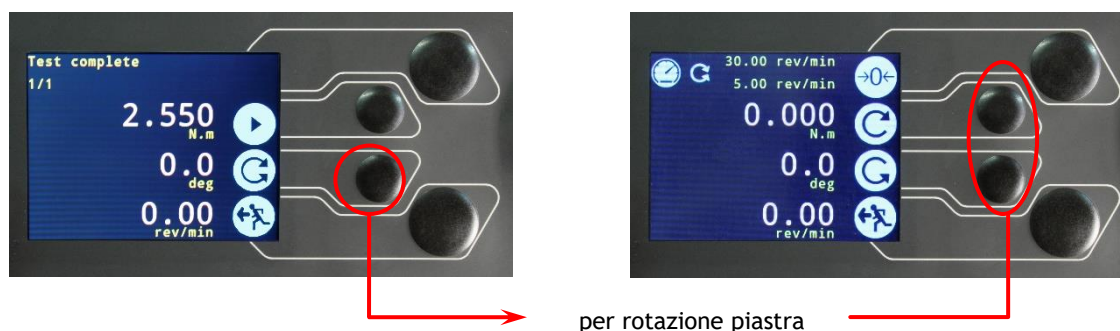 Test complete
1/1
2.550
N.m
0.0
deg
0.00
rev/min
30.00 rev/min
5.00 rev/min
→0←
0.000
N.m
0.0
deg
0.00
rev/min
per rotazione piastra